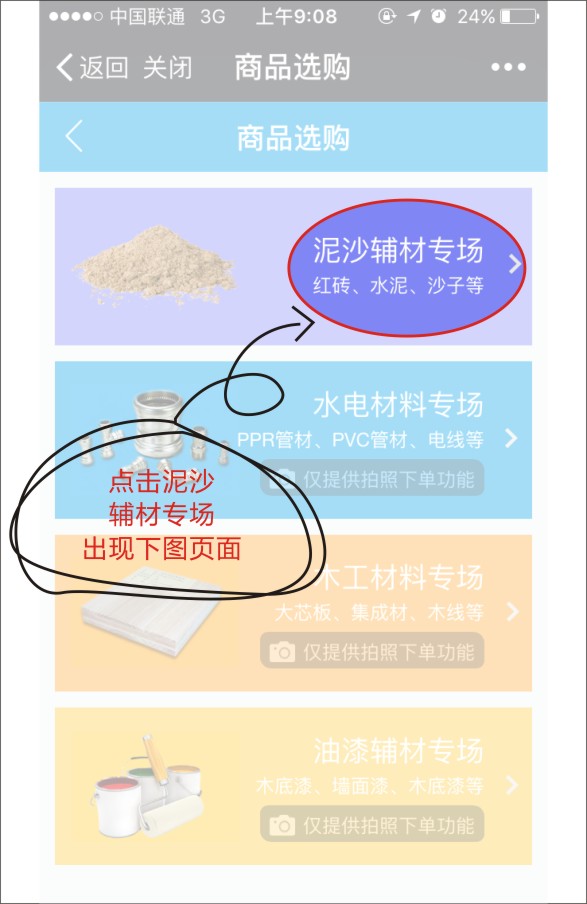 中国联通 3G 上午9:08 24%
返回 关闭 商品选购
商品选购
泥沙辅材专场
红砖、水泥、沙子等
水电材料专场
PPR管材、PVC管材、电线等
仅提供拍照下单功能
点击泥沙
辅材专场
出现下图页面
木工材料专场
大芯板、集成材、木线等
仅提供拍照下单功能
油漆辅材专场
木底漆、墙面漆、木底漆等
仅提供拍照下单功能